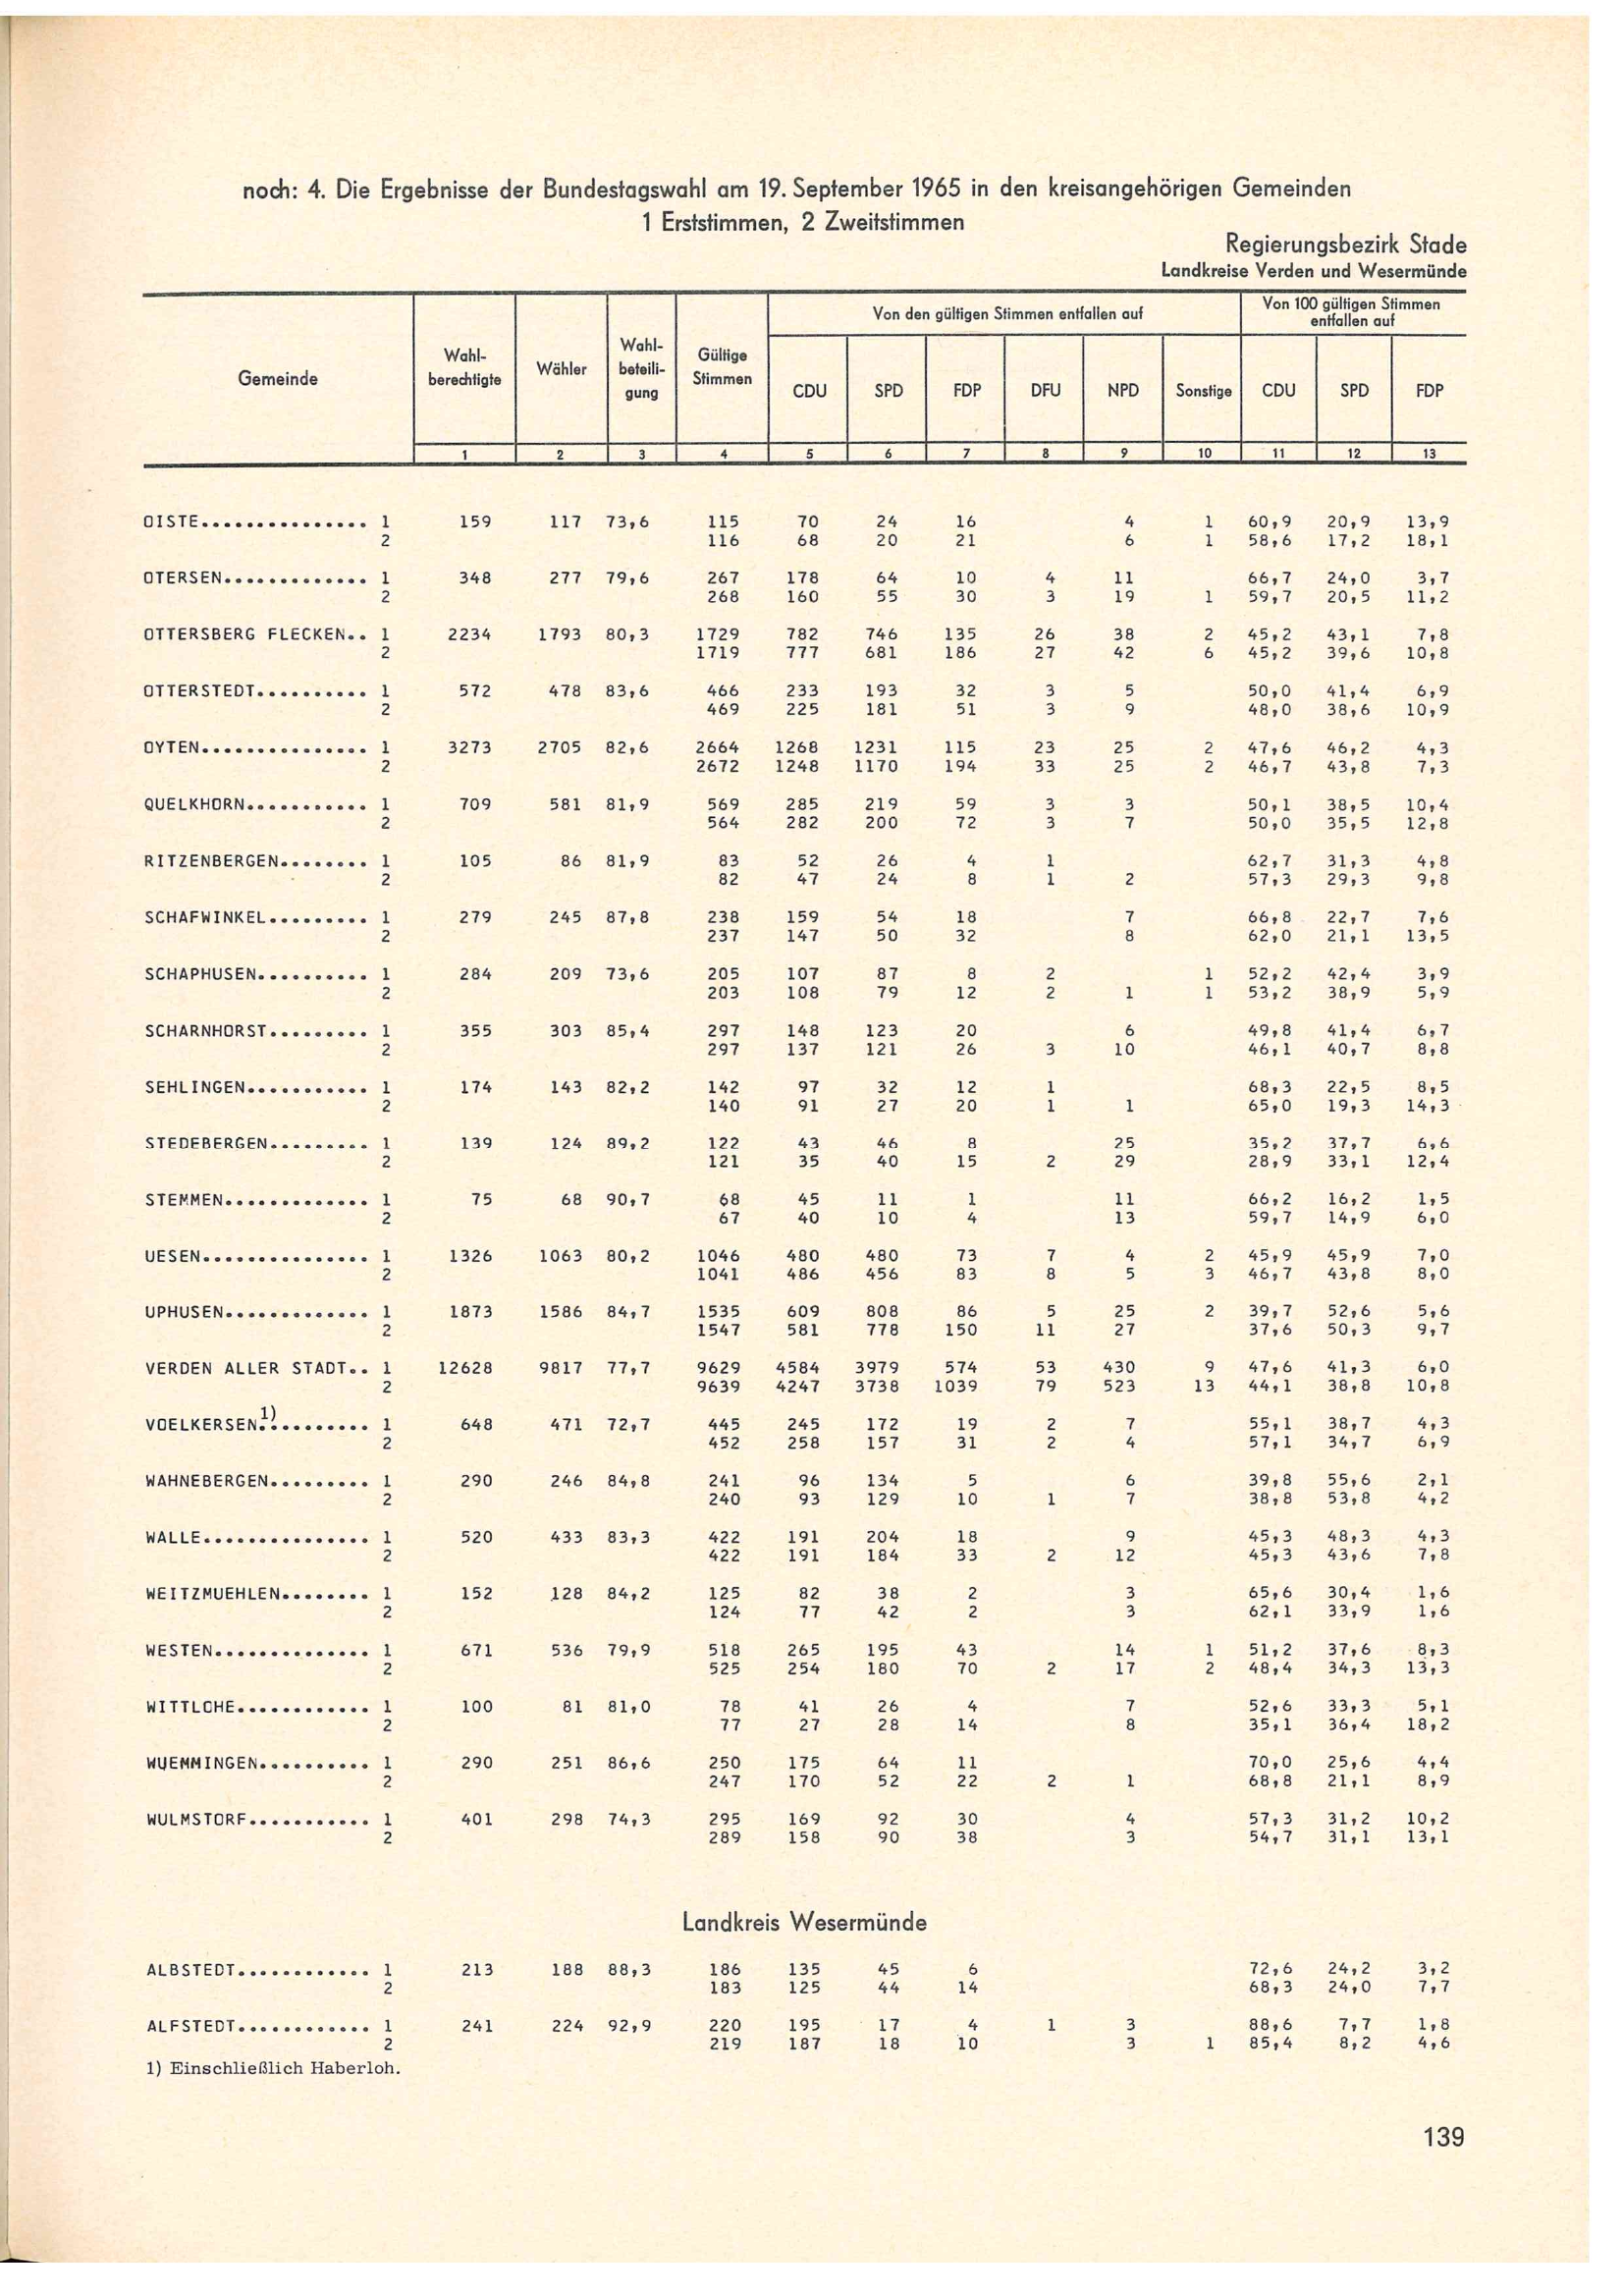 noch: 4. Die Ergebnisse der Bundestagswahl am 19. September 1965 in den kreisangehörigen Gemeinden
1 Erststimmen, 2 Zweitstimmen
Regierungsbezirk Stade
Landkreise Verden und Wesermünde
Gemeinde Wahl-berechtigte Wähler Wahl-beteili-gung Gültige Stimmen Von den gültigen Stimmen entfallen auf Von 100 gültigen Stimmen entfallen auf
CDU SPD FDP DFU NPD Sonstige CDU SPD FDP
1 2 3 4 5 6 7 8 9 10 11 12 13
OISTE............... 1 159 117 73,6 115 70 24 16 4 1 60,9 20,9 13,9
2 116 68 20 21 6 1 58,6 17,2 18,1
OTERSEN............. 1 348 277 79,6 267 178 64 10 4 11 66,7 24,0 3,7
2 268 160 55 30 3 19 1 59,7 20,5 11,2
OTTERSBERG FLECKEN.. 1 2234 1793 80,3 1729 782 746 135 26 38 2 45,2 43,1 7,8
2 1719 777 681 186 27 42 6 45,2 39,6 10,8
OTTERSTEDT.......... 1 572 478 83,6 466 233 193 32 3 5 50,0 41,4 6,9
2 469 225 181 51 3 9 48,0 38,6 10,9
OYTEN............... 1 3273 2705 82,6 2664 1268 1231 115 23 25 2 47,6 46,2 4,3
2 2672 1248 1170 194 33 25 2 46,7 43,8 7,3
QUELKHORN........... 1 709 581 81,9 569 285 219 59 3 3 50,1 38,5 10,4
2 564 282 200 72 3 7 50,0 35,5 12,8
RITZENBERGEN........ 1 105 86 81,9 83 52 26 4 1 62,7 31,3 4,8
2 82 47 24 8 1 2 57,3 29,3 9,8
SCHAFWINKEL......... 1 279 245 87,8 238 159 54 18 7 66,8 22,7 7,6
2 237 147 50 32 8 62,0 21,1 13,5
SCHAPHUSEN.......... 1 284 209 73,6 205 107 87 8 2 1 52,2 42,4 3,9
2 203 108 79 12 2 1 1 53,2 38,9 5,9
SCHARNHORST......... 1 355 303 85,4 297 148 123 20 6 49,8 41,4 6,7
2 297 137 121 26 3 10 46,1 40,7 8,8
SEHLINGEN........... 1 174 143 82,2 142 97 32 12 1 68,3 22,5 8,5
2 140 91 27 20 1 1 65,0 19,3 14,3
STEDEBERGEN......... 1 139 124 89,2 122 43 46 8 25 35,2 37,7 6,6
2 121 35 40 15 2 29 28,9 33,1 12,4
STEMMEN............. 1 75 68 90,7 68 45 11 1 11 66,2 16,2 1,5
2 67 40 10 4 13 59,7 14,9 6,0
UESEN............... 1 1326 1063 80,2 1046 480 480 73 7 4 2 45,9 45,9 7,0
2 1041 486 456 83 8 5 3 46,7 43,8 8,0
UPHUSEN............. 1 1873 1586 84,7 1535 609 808 86 5 25 2 39,7 52,6 5,6
2 1547 581 778 150 11 27 37,6 50,3 9,7
VERDEN ALLER STADT.. 1 12628 9817 77,7 9629 4584 3979 574 53 430 9 47,6 41,3 6,0
2 9639 4247 3738 1039 79 523 13 44,1 38,8 10,8
VOELKERSEN1).......... 1 648 471 72,7 445 245 172 19 2 7 55,1 38,7 4,3
2 452 258 157 31 2 4 57,1 34,7 6,9
WAHNEBERGEN......... 1 290 246 84,8 241 96 134 5 6 39,8 55,6 2,1
2 240 93 129 10 1 7 38,8 53,8 4,2
WALLE............... 1 520 433 83,3 422 191 204 18 9 45,3 48,3 4,3
2 422 191 184 33 2 12 45,3 43,6 7,8
WEITZMUEHLEN........ 1 152 128 84,2 125 82 38 2 3 65,6 30,4 1,6
2 124 77 42 2 3 62,1 33,9 1,6
WESTEN.............. 1 671 536 79,9 518 265 195 43 14 1 51,2 37,6 8,3
2 525 254 180 70 2 17 2 48,4 34,3 13,3
WITTLOHE............ 1 100 81 81,0 78 41 26 4 7 52,6 33,3 5,1
2 77 27 28 14 8 35,1 36,4 18,2
WUEMMINGEN.......... 1 290 251 86,6 250 175 64 11 70,0 25,6 4,4
2 247 170 52 22 2 1 68,8 21,1 8,9
WULMSTORF........... 1 401 298 74,3 295 169 92 30 4 57,3 31,2 10,2
2 289 158 90 38 3 54,7 31,1 13,1
Landkreis Wesermünde
ALBSTEDT............ 1 213 188 88,3 186 135 45 6 72,6 24,2 3,2
2 183 125 44 14 68,3 24,0 7,7
ALFSTEDT............ 1 241 224 92,9 220 195 17 4 1 3 88,6 7,7 1,8
2 219 187 18 10 3 1 85,4 8,2 4,6
1) Einschließlich Haberloh.
139